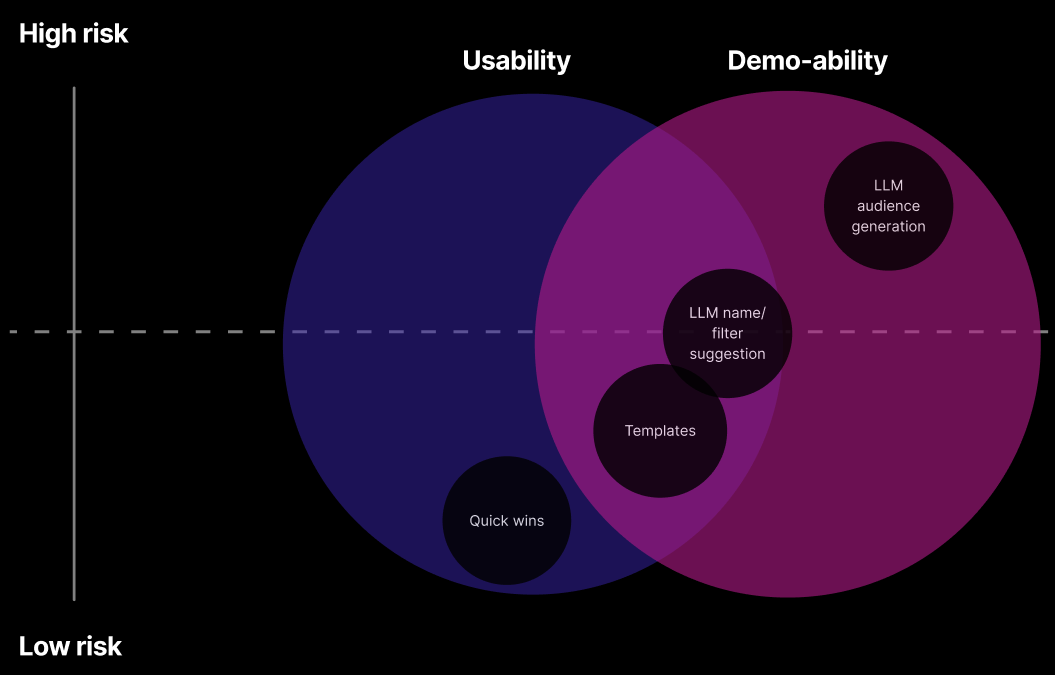 High risk
Usability
Demo-ability
LLM
audience
generation
LLM name/
filter
suggestion
Templates
Quick wins
Low risk